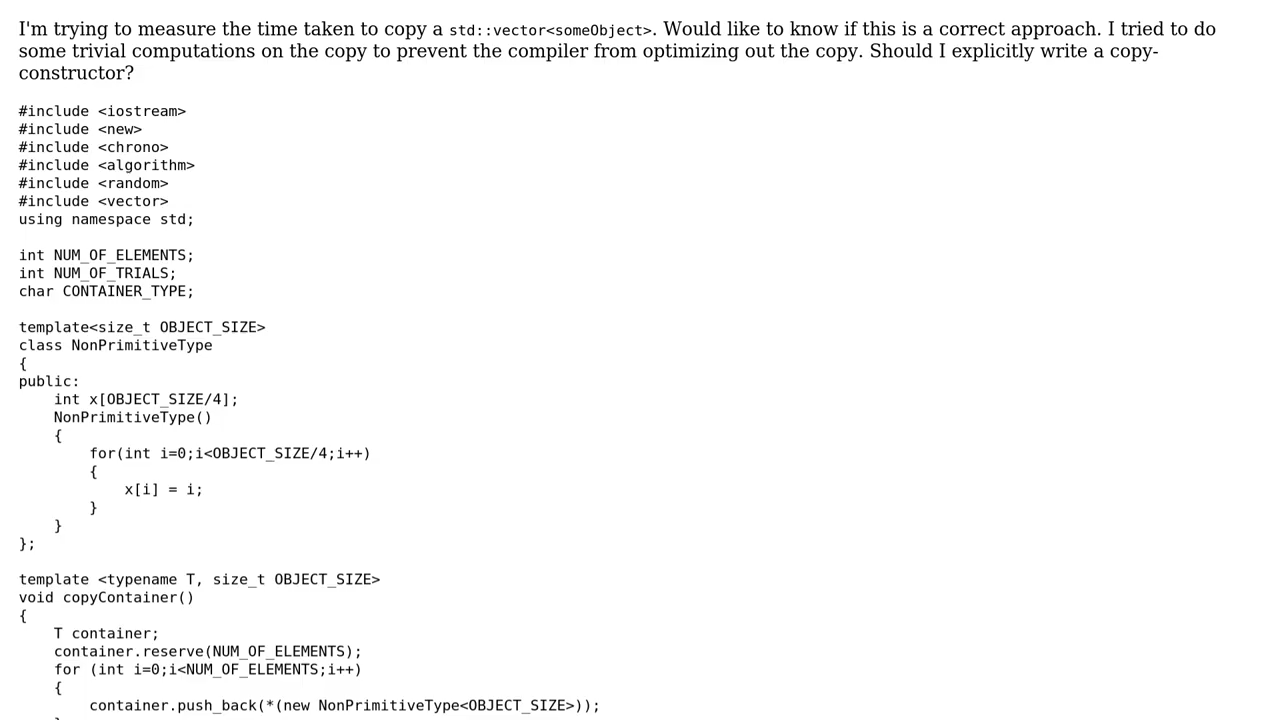 I'm trying to measure the time taken to copy a std::vector<someObject>. Would like to know if this is a correct approach. I tried to do
some trivial computations on the copy to prevent the compiler from optimizing out the copy. Should I explicitly write a copy-
constructor?
#include <iostream>
#include <new>
#include <chrono>
#include <algorithm>
#include <random>
#include <vector>
using namespace std;
int NUM_OF_ELEMENTS;
int NUM_OF_TRIALS;
char CONTAINER_TYPE;
template<size_t OBJECT_SIZE>
class NonPrimitiveType
{
public:
    int x[OBJECT_SIZE/4];
    NonPrimitiveType()
    {
        for(int i=0;i<OBJECT_SIZE/4;i++)
        {
            x[i] = i;
        }
    }
};
template <typename T, size_t OBJECT_SIZE>
void copyContainer()
{
    T container;
    container.reserve(NUM_OF_ELEMENTS);
    for (int i=0;i<NUM_OF_ELEMENTS;i++)
    {
        container.push_back(*(new NonPrimitiveType<OBJECT_SIZE>));
    }